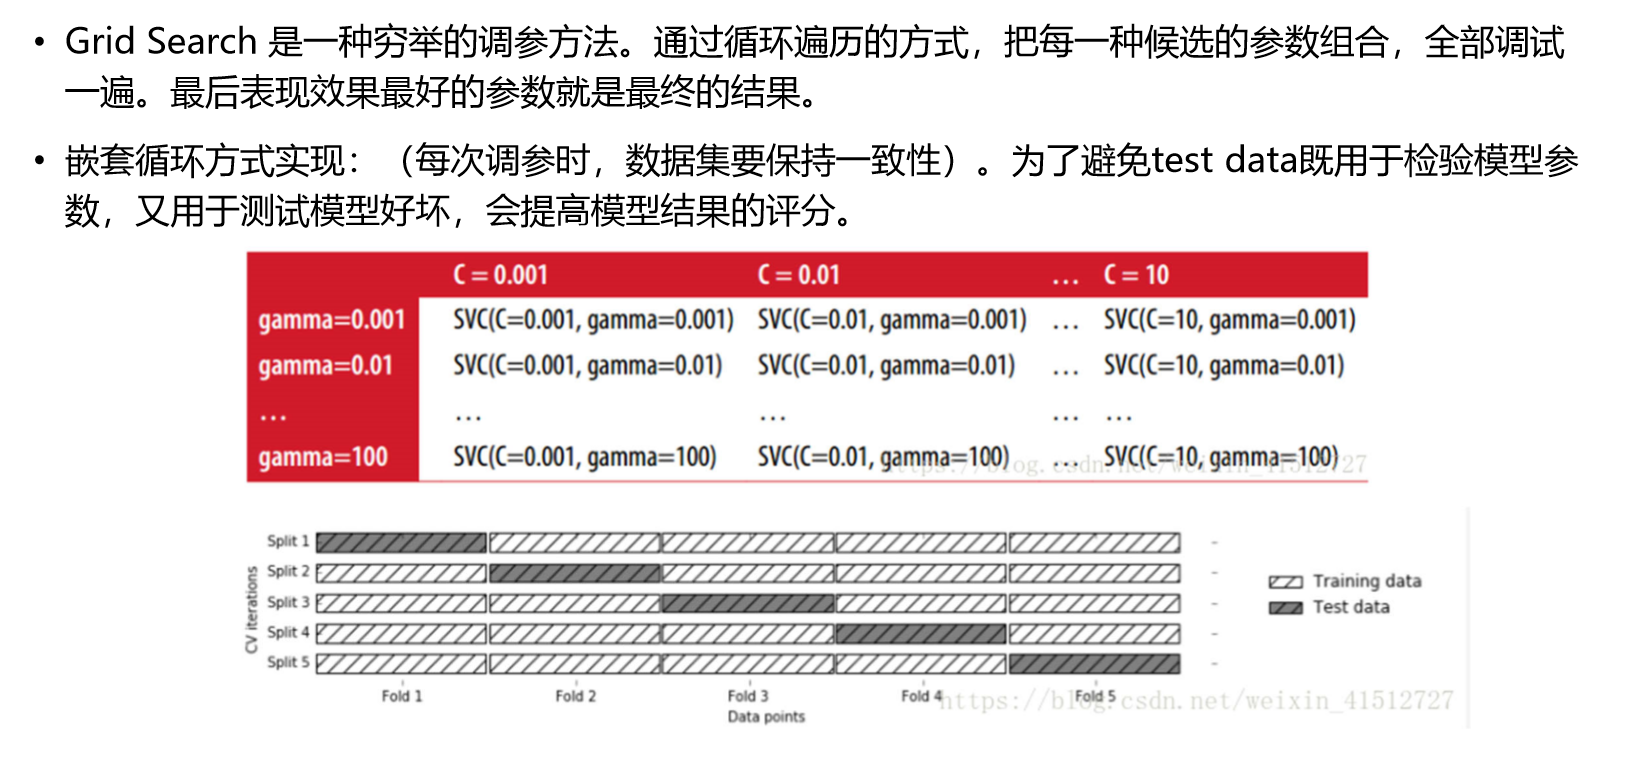 • Grid Search 是一种穷举的调参方法。通过循环遍历的方式，把每一种候选的参数组合，全部调试
一遍。最后表现效果最好的参数就是最终的结果。
• 嵌套循环方式实现：（每次调参时，数据集要保持一致性）。为了避免test data既用于检验模型参
数，又用于测试模型好坏，会提高模型结果的评分。
C = 0.001 C = 0.01 … C = 10
gamma=0.001 SVC(C=0.001, gamma=0.001) SVC(C=0.01, gamma=0.001) … SVC(C=10, gamma=0.001)
gamma=0.01 SVC(C=0.001, gamma=0.01) SVC(C=0.01, gamma=0.01) … SVC(C=10, gamma=0.01)
… … … … …
gamma=100 SVC(C=0.001, gamma=100) SVC(C=0.01, gamma=100) … SVC(C=10, gamma=100)
https://blog.csdn.net/weixin_41512727
CV iterations
Split 1
Split 2
Split 3
Split 4
Split 5
Training data
Test data
Fold 1 Fold 2 Fold 3 Fold 4 Fold 5
Data points
https://blog.csdn.net/weixin_41512727